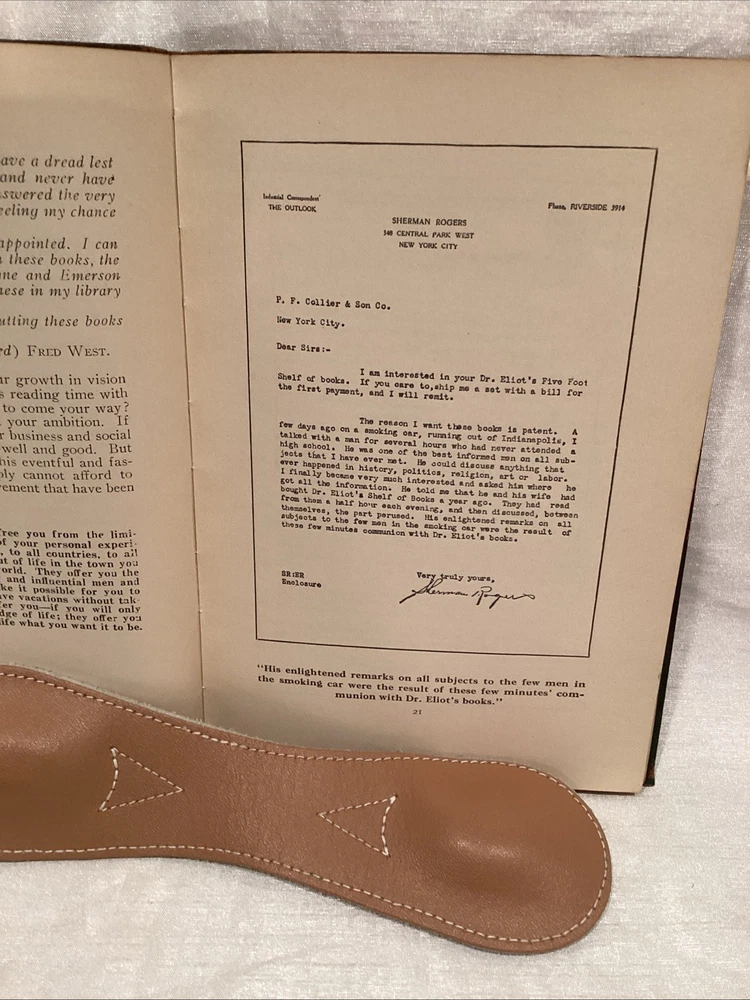 ave a dread lest
and never have
swered the very
eeling my chance
appointed. I can
these books, the
ne and Emerson
hese in my library
utting these books
FRED WEST.
r growth in vision
s reading time with
to come your way?
your ambition. If
r business and social
well and good. But
his eventful and fas-
ly cannot afford to
vement that have been
ree you from the limi-
of your personal experi-
, to all countries, to all
t of life in the town you
orld. They offer you the
and influential men and
ke it possible for you to
ve vacations without tak-
fer you—if you will only
dge of life; they offer you
life what you want it to be.
Industrial Correspondent
THE OUTLOOK
Phone, RIVERSIDE 3914
SHERMAN ROGERS
348 CENTRAL PARK WEST
NEW YORK CITY
P. F. Collier & Son Co.
New York City.
Dear Sirs:-
I am interested in your Dr. Eliot's Five Foot
Shelf of books. If you care to,ship me a set with a bill for
the first payment, and I will remit.
The reason I want these books is patent. A
few days ago on a smoking car, running out of Indianapolis, I
talked with a man for several hours who had never attended a
high school. He was one of the best informed men on all sub-
jects that I have ever met. He could discuss anything that
ever happened in history, politics, religion, art or labor.
I finally became very much interested and asked him where he
got all the information. He told me that he and his wife had
bought Dr. Eliot's Shelf of Books a year ago. They had read
from them a half hour each evening, and then discussed, between
themselves, the part perused. His enlightened remarks on all
subjects to the few men in the smoking car were the result of
these few minutes communion with Dr. Eliot's books.
SR:ER
Enclosure
Very truly yours,
Sherman Rogers
"His enlightened remarks on all subjects to the few men in
the smoking car were the result of these few minutes' com-
munion with Dr. Eliot's books."
21